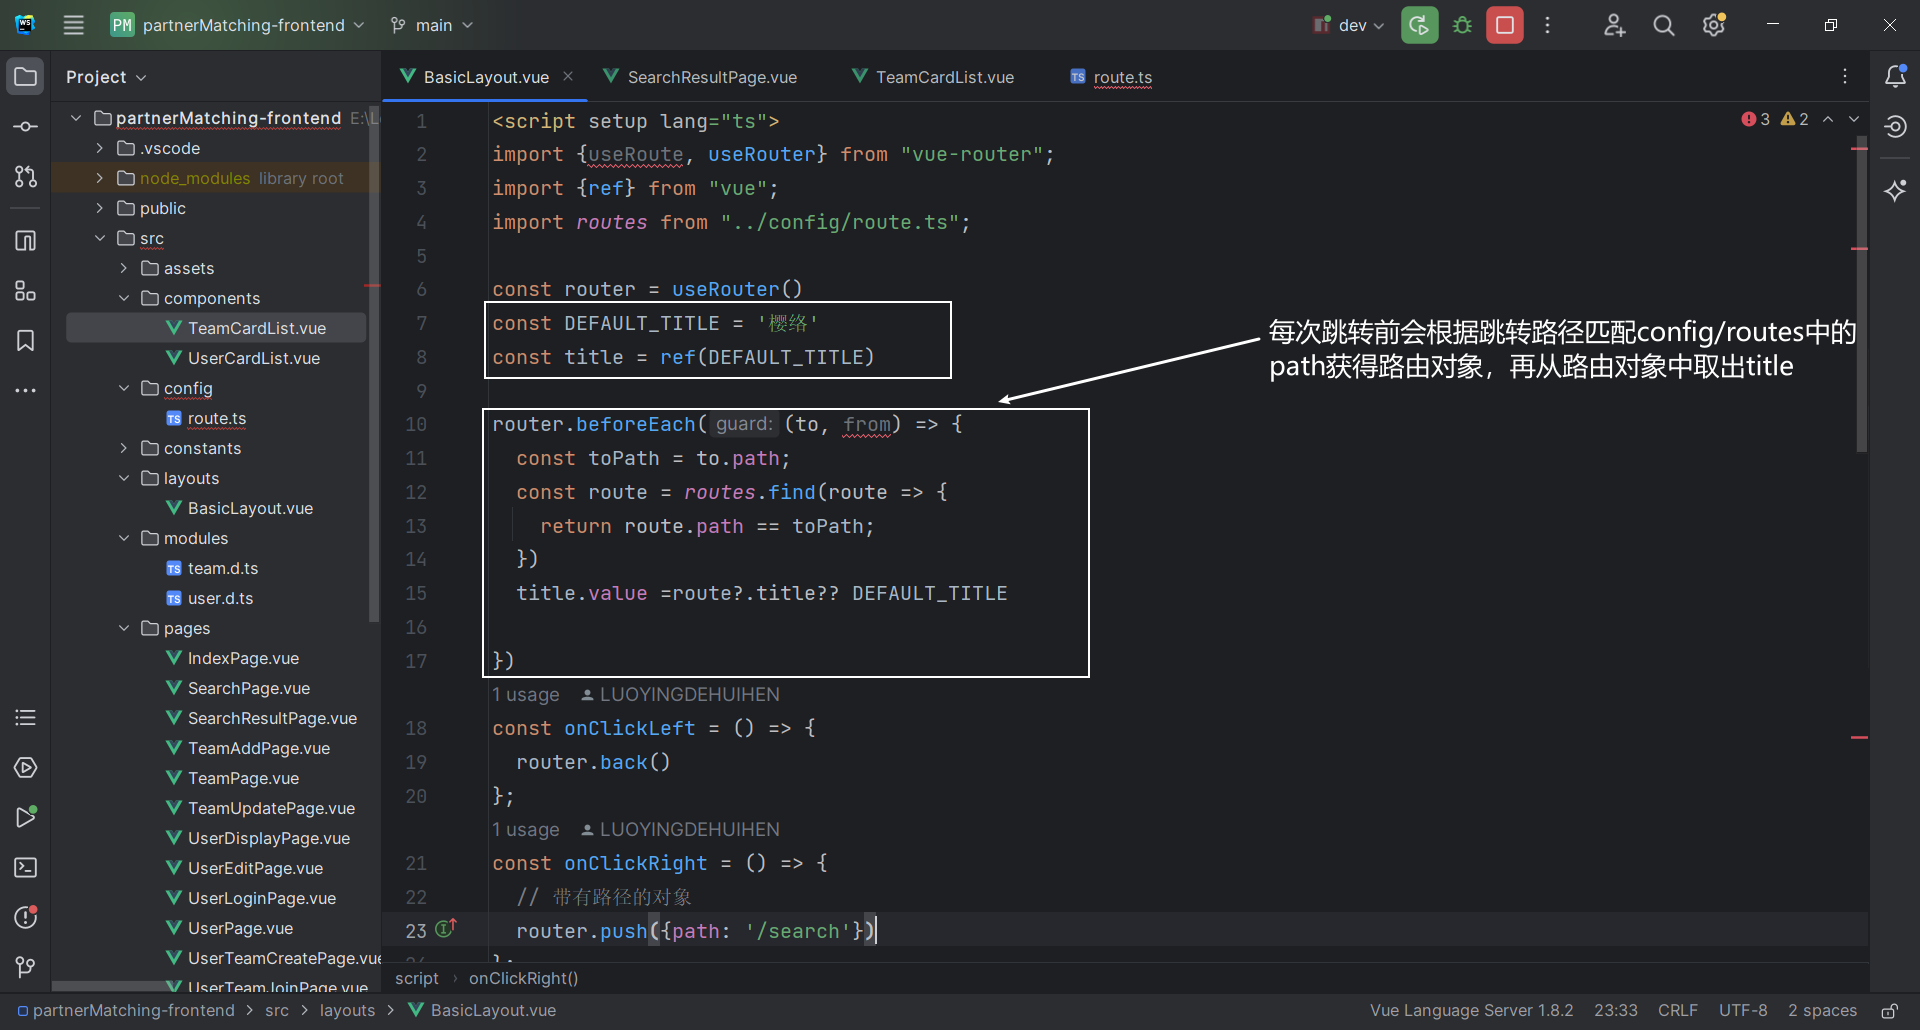 PM partnerMatching-frontend main dev
Project
BasicLayout.vue SearchResultPage.vue TeamCardList.vue TS route.ts
partnerMatching-frontend E:\L
.vscode
node_modules library root
public
src
assets
components
TeamCardList.vue
UserCardList.vue
config
TS route.ts
constants
layouts
BasicLayout.vue
modules
TS team.d.ts
TS user.d.ts
pages
IndexPage.vue
SearchPage.vue
SearchResultPage.vue
TeamAddPage.vue
TeamPage.vue
TeamUpdatePage.vue
UserDisplayPage.vue
UserEditPage.vue
UserLoginPage.vue
UserPage.vue
UserTeamCreatePage.vue
UserTeamJoinPage.vue
3 2
1 <script setup lang="ts">
2 import {useRoute, useRouter} from "vue-router";
3 import {ref} from "vue";
4 import routes from "../config/route.ts";
5
6 const router = useRouter()
7 const DEFAULT_TITLE = '樱络'
8 const title = ref(DEFAULT_TITLE)
9
10 router.beforeEach( guard: (to, from) => {
11 const toPath = to.path;
12 const route = routes.find(route => {
13 return route.path == toPath;
14 })
15 title.value =route?.title?? DEFAULT_TITLE
16
17 })
1 usage LUOYINGDEHUIHEN
18 const onClickLeft = () => {
19 router.back()
20 };
1 usage LUOYINGDEHUIHEN
21 const onClickRight = () => {
22 // 带有路径的对象
23 router.push({path: '/search'})
24 };
每次跳转前会根据跳转路径匹配config/routes中的
path获得路由对象，再从路由对象中取出title
script › onClickRight()
partnerMatching-frontend > src > layouts > BasicLayout.vue
Vue Language Server 1.8.2 23:33 CRLF UTF-8 2 spaces